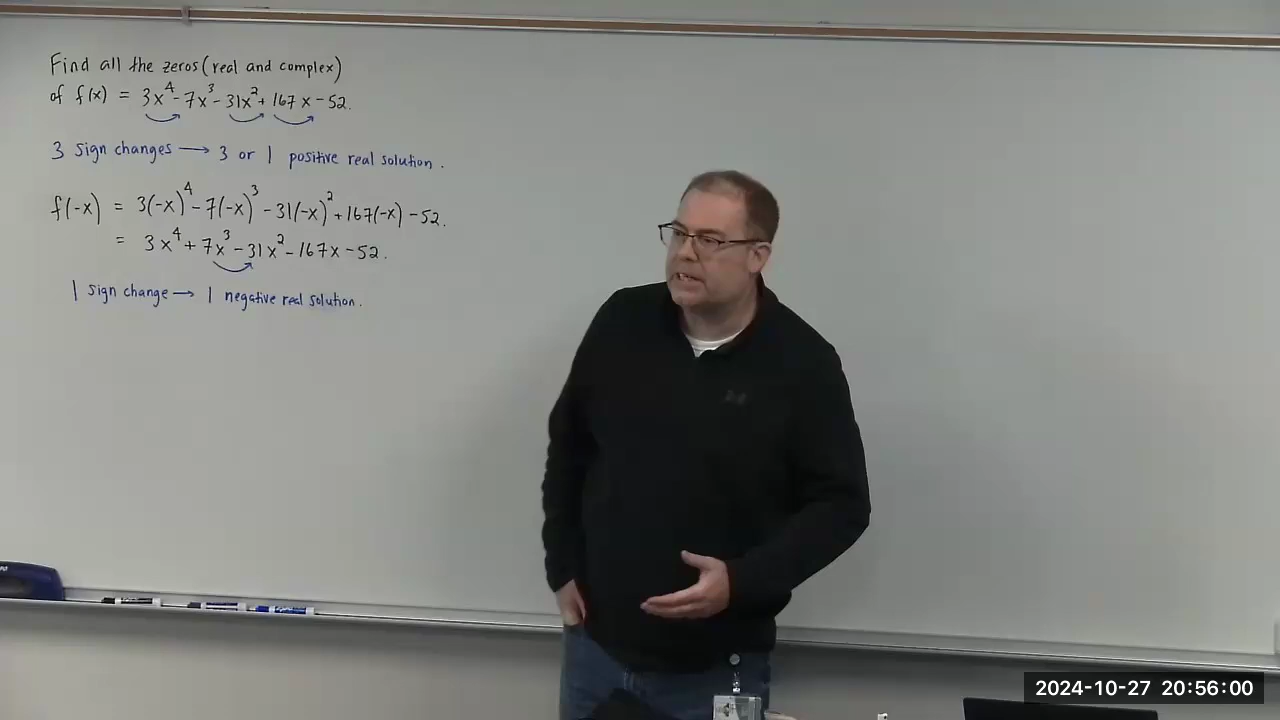 Find all the zeros (real and complex)
of f(x) = 3x⁴ - 7x³ - 31x² + 167x - 52.
3 sign changes → 3 or 1 positive real solution.
f(-x) = 3(-x)⁴ - 7(-x)³ - 31(-x)² + 167(-x) - 52.
= 3x⁴ + 7x³ - 31x² - 167x - 52.
1 sign change → 1 negative real solution.
2024-10-27 20:56:00